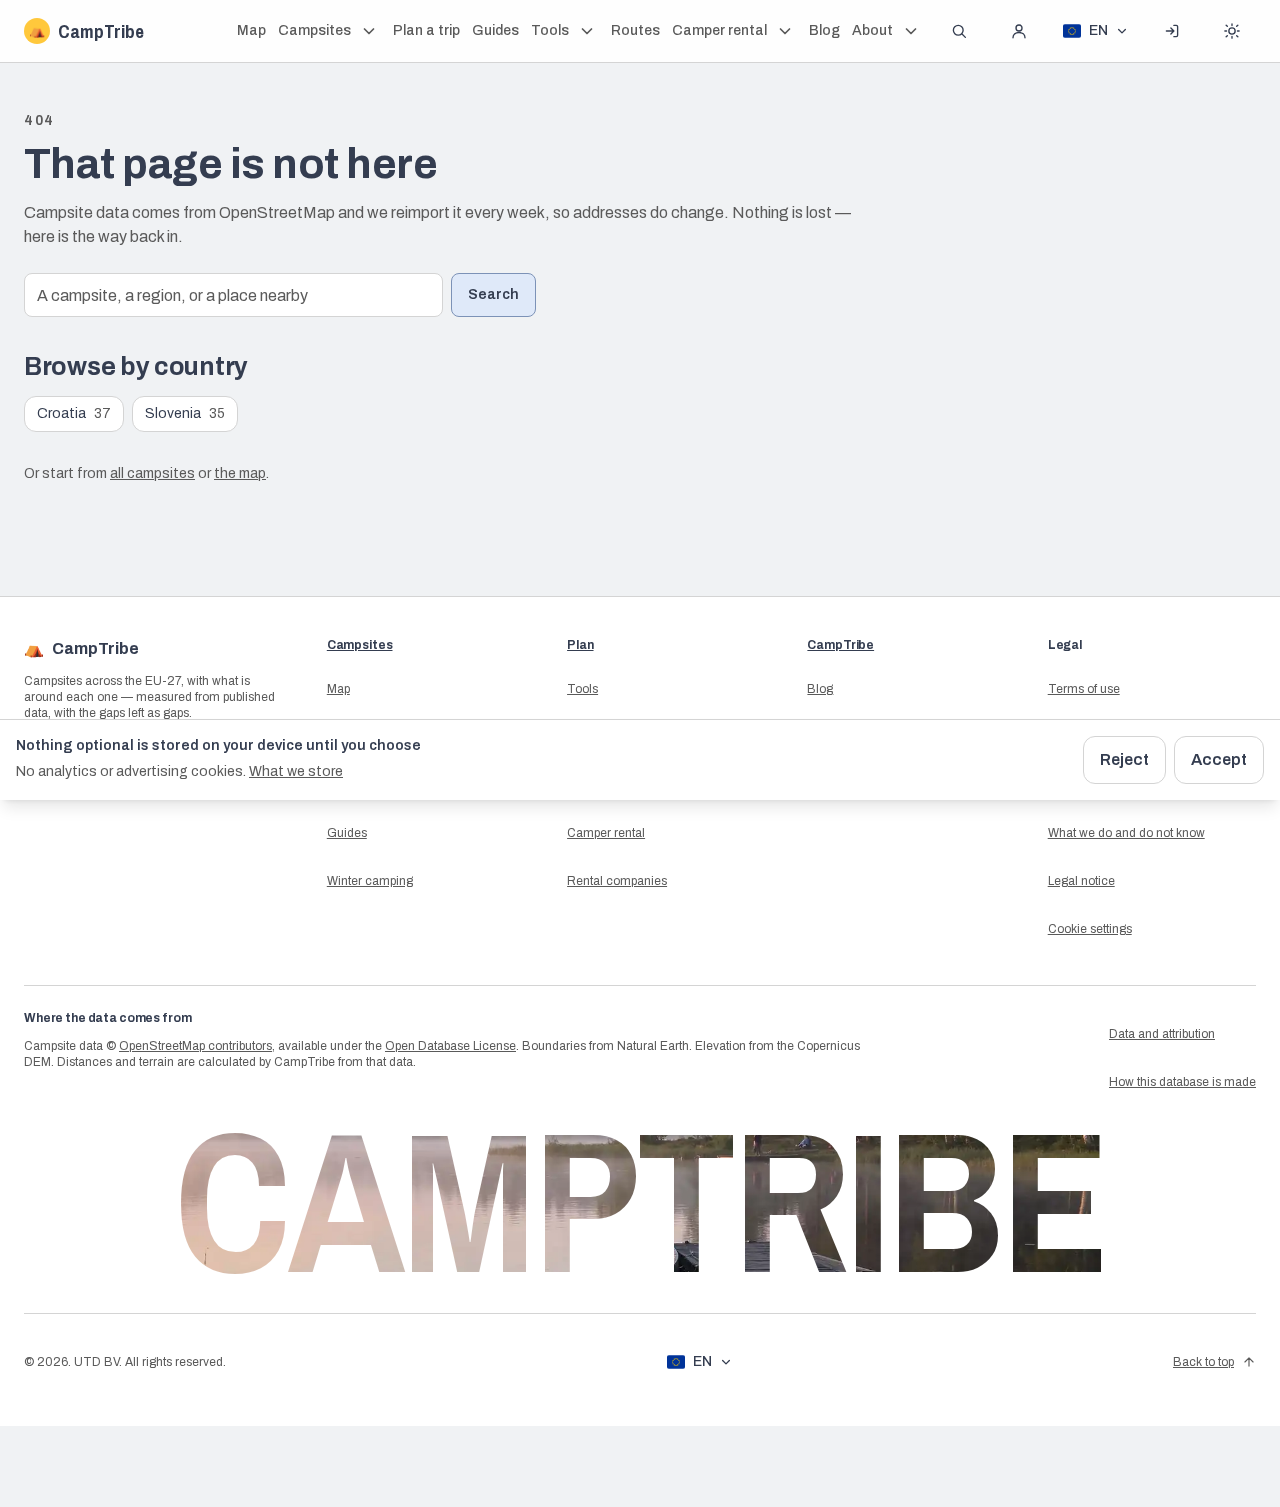 CampTribe
Map Campsites Plan a trip Guides Tools Routes Camper rental Blog About EN
404
That page is not here
Campsite data comes from OpenStreetMap and we reimport it every week, so addresses do change. Nothing is lost —
here is the way back in.
A campsite, a region, or a place nearby Search
Browse by country
Croatia 37 Slovenia 35
Or start from all campsites or the map.
CampTribe
Campsites across the EU-27, with what is
around each one — measured from published
data, with the gaps left as gaps.
Campsites Plan CampTribe Legal
Map Tools Blog Terms of use
Nothing optional is stored on your device until you choose
No analytics or advertising cookies. What we store
Reject Accept
Guides Camper rental What we do and do not know
Winter camping Rental companies Legal notice
Cookie settings
Where the data comes from
Campsite data © OpenStreetMap contributors, available under the Open Database License. Boundaries from Natural Earth. Elevation from the Copernicus
DEM. Distances and terrain are calculated by CampTribe from that data.
Data and attribution
How this database is made
CAMPTRIBE
© 2026. UTD BV. All rights reserved. EN Back to top